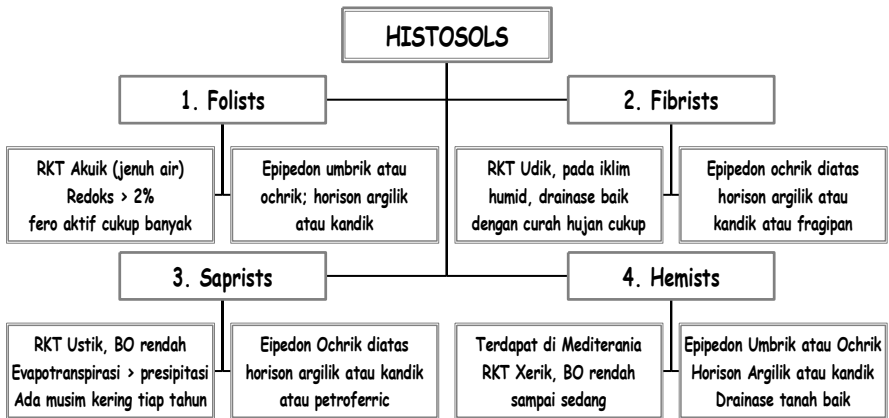 HISTOSOLS
1. Folists
RKT Akuik (jenuh air)
Redoks > 2%
fero aktif cukup banyak
Epipedon umbrik atau
ochrik; horison argilik
atau kandik
2. Fibrists
RKT Udik, pada iklim
humid, drainase baik
dengan curah hujan cukup
Epipedon ochrik diatas
horison argilik atau
kandik atau fragipan
3. Saprists
RKT Ustik, BO rendah
Evapotranspirasi > presipitasi
Ada musim kering tiap tahun
Eipedon Ochrik diatas
horison argilik atau kandik
atau petroferric
4. Hemists
Terdapat di Mediterania
RKT Xerik, BO rendah
sampai sedang
Epipedon Umbrik atau Ochrik
Horison Argilik atau kandik
Drainase tanah baik